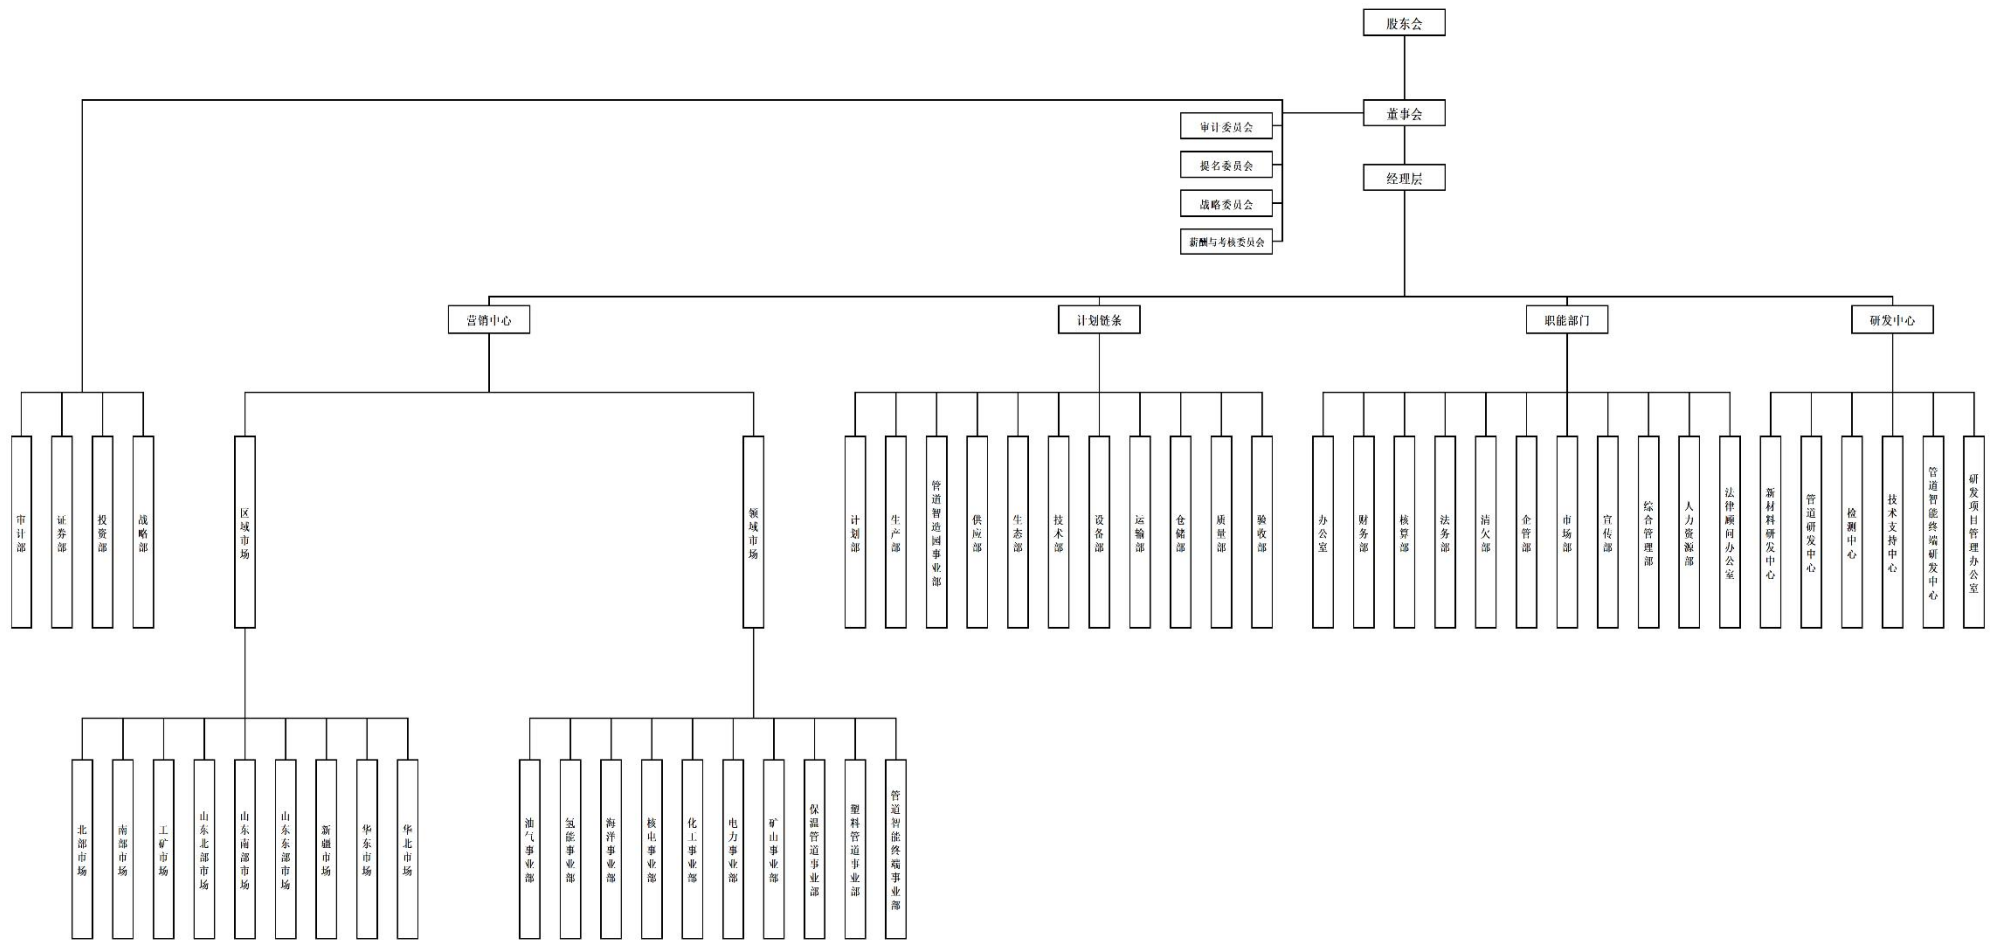 股东会
董事会
审计委员会
提名委员会
经理层
战略委员会
薪酬与考核委员会
营销中心
计划链条
职能部门
研发中心
审计部
证券部
投资部
战略部
区域市场
领域市场
计划部
生产部
管道智造园事业部
供应部
生态部
技术部
设备部
运输部
仓储部
质量部
验收部
办公室
财务部
核算部
法务部
清欠部
企管部
市场部
宣传部
综合管理部
人力资源部
法律顾问办公室
新材料研发中心
管道研发中心
检测中心
技术支持中心
管道智能终端研发中心
研发项目管理办公室
北部市场
南部市场
工矿市场
山东北部市场
山东南部市场
山东东部市场
新疆市场
华东市场
华北市场
油气事业部
氢能事业部
海洋事业部
核电事业部
化工事业部
电力事业部
矿山事业部
保温管道事业部
塑料管道事业部
管道智能终端事业部